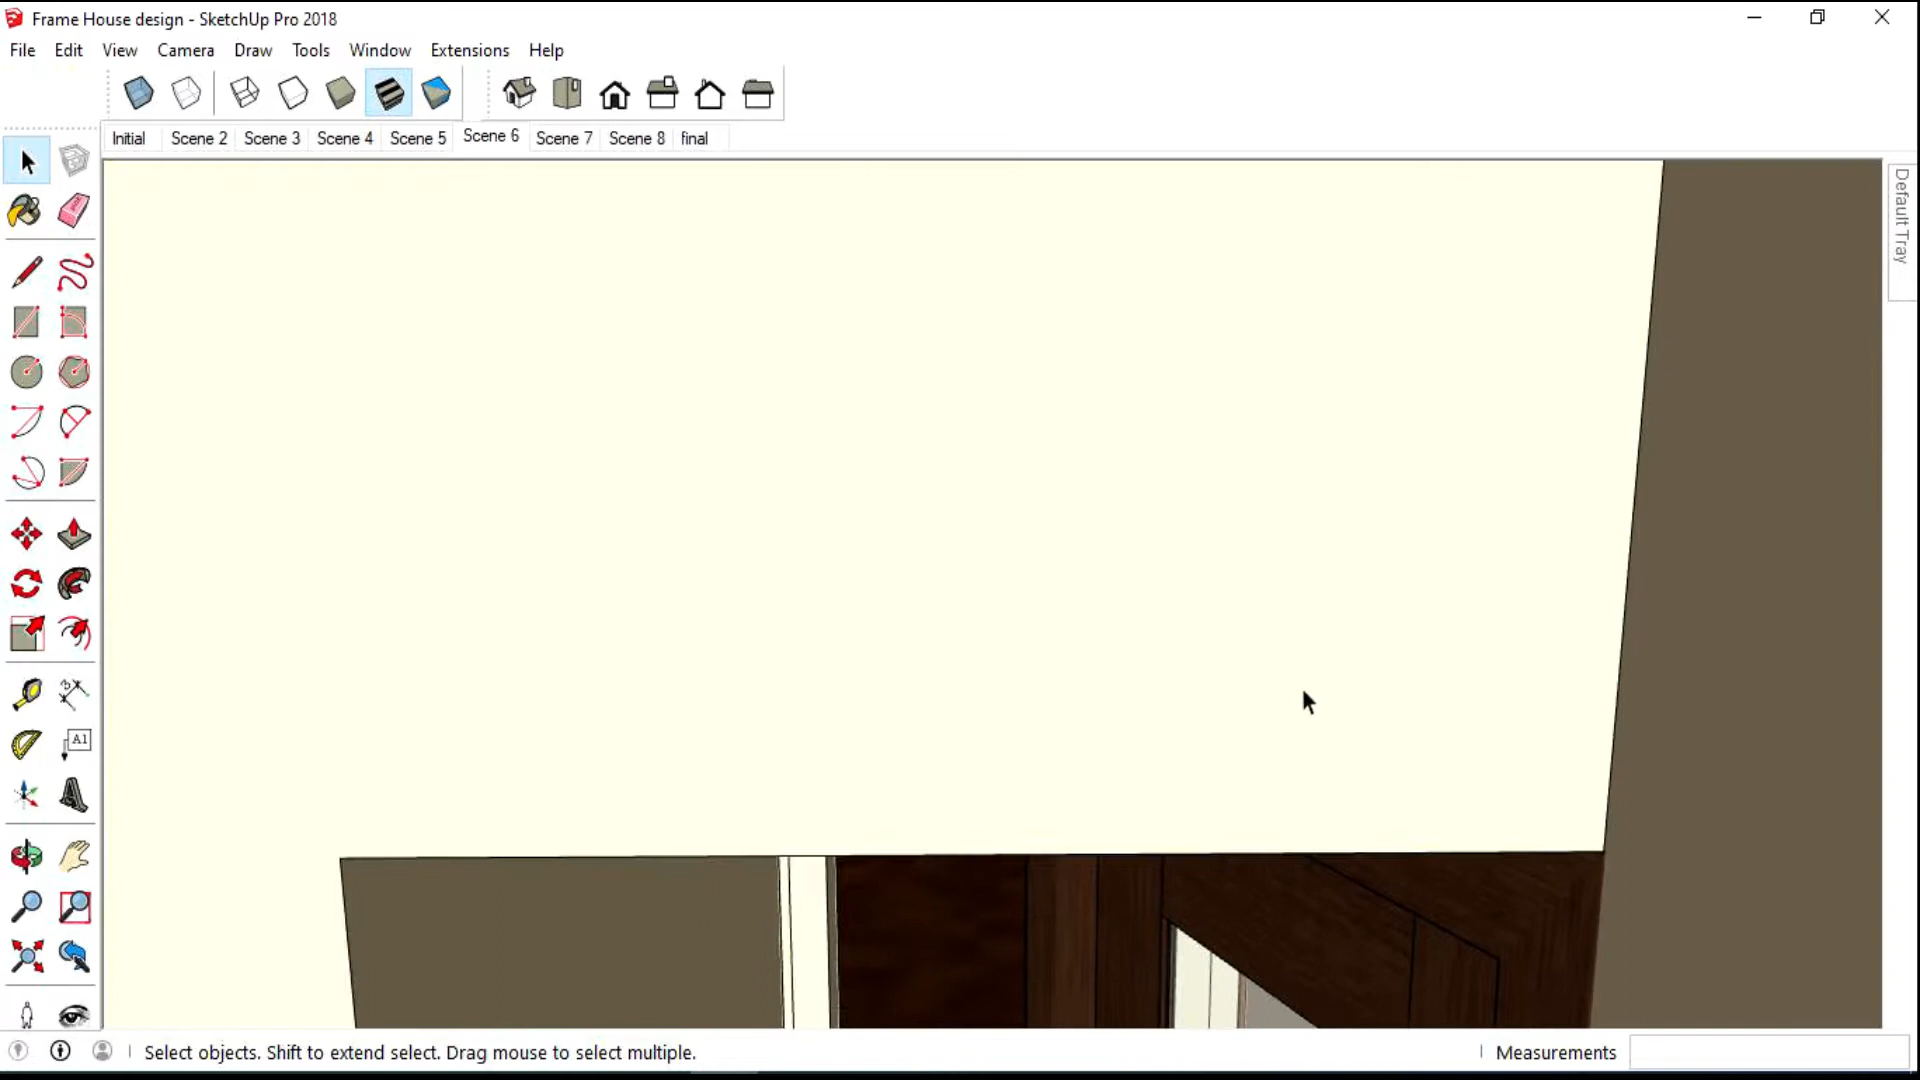 Frame House design - SketchUp Pro 2018
File Edit View Camera Draw Tools Window Extensions Help
Initial Scene 2 Scene 3 Scene 4 Scene 5 Scene 6 Scene 7 Scene 8 final
Default Tray
A1
Select objects. Shift to extend select. Drag mouse to select multiple.
Measurements